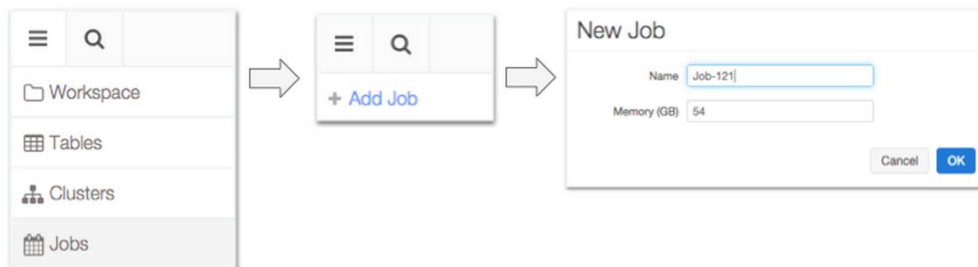 Workspace
Tables
Clusters
Jobs
+ Add Job
New Job
Name Job-121
Memory (GB) 54
Cancel OK